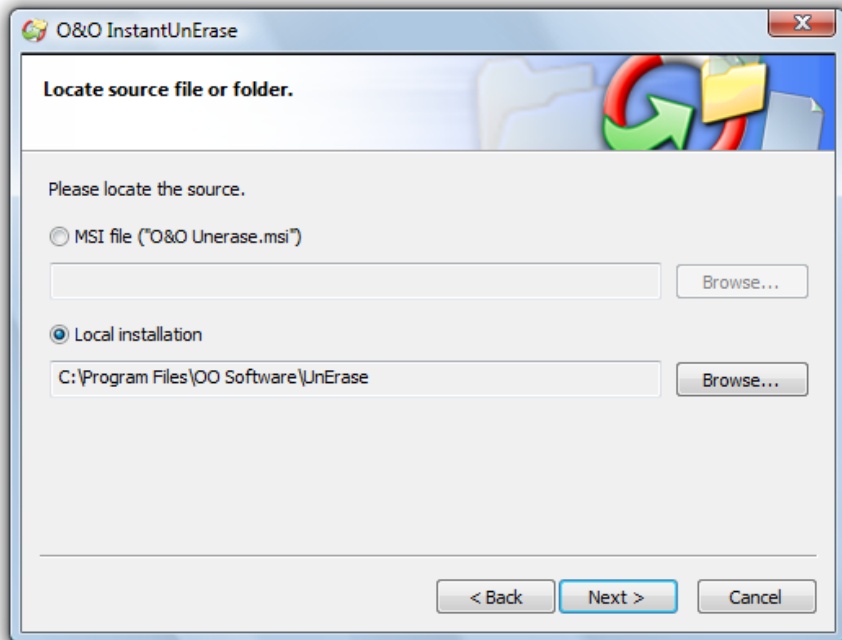 O&O InstantUnErase
Locate source file or folder.
Please locate the source.
MSI file ("O&O Unerase.msi")
Browse...
Local installation
C:\Program Files\OO Software\UnErase
Browse...
< Back
Next >
Cancel